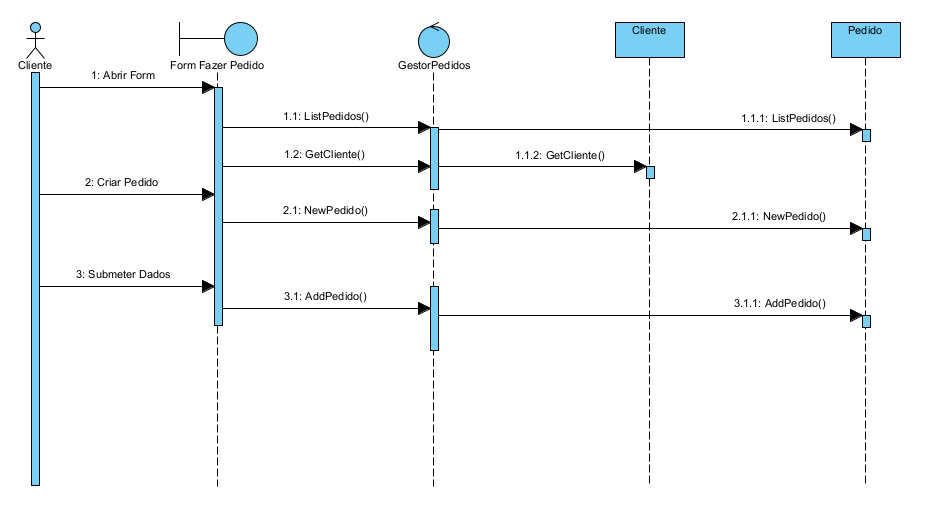 Cliente
Form Fazer Pedido
GestorPedidos
Cliente
Pedido
1: Abrir Form
1.1: ListPedidos()
1.1.1: ListPedidos()
1.2: GetCliente()
1.1.2: GetCliente()
2: Criar Pedido
2.1: NewPedido()
2.1.1: NewPedido()
3: Submeter Dados
3.1: AddPedido()
3.1.1: AddPedido()